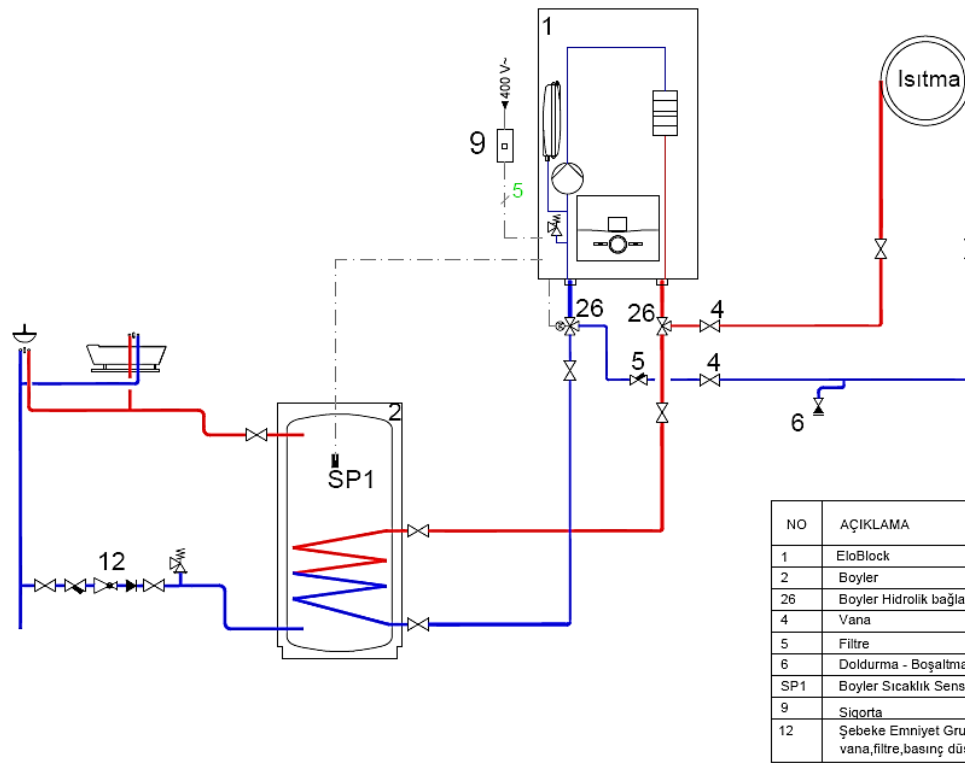 1
400 V~
Isıtma
9
5
26
26
4
5
4
6
2
SP1
12
NO AÇIKLAMA
1 EloBlock
2 Boyler
26 Boyler Hidrolik bağla
4 Vana
5 Filtre
6 Doldurma - Boşaltma
SP1 Boyler Sıcaklık Sens
9 Sigorta
12 Şebeke Emniyet Gru
vana,filtre,basınç düş